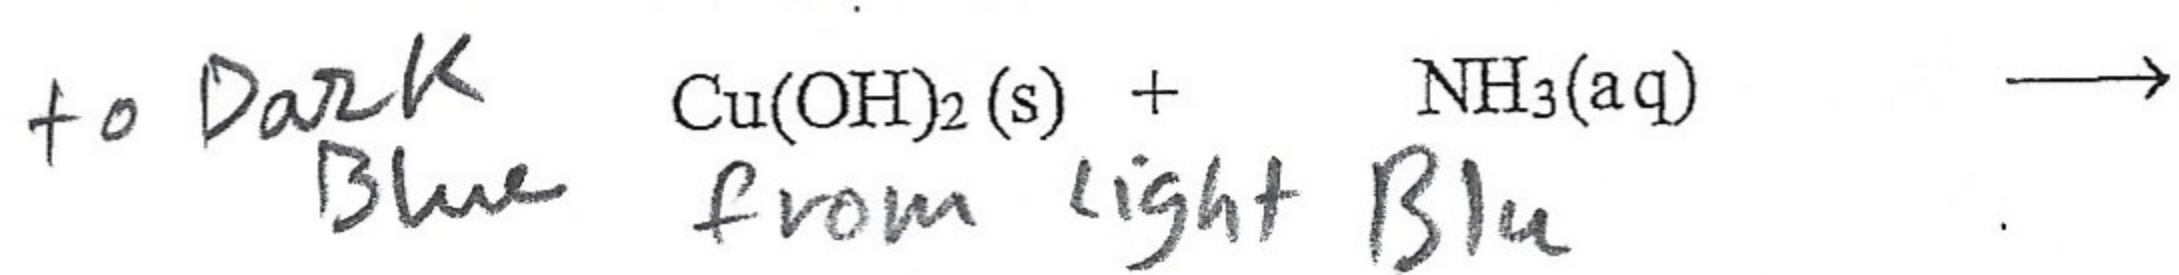 to Dark Cu(OH)₂ (s) + NH₃(aq) ⟶
Blue from Light Blu